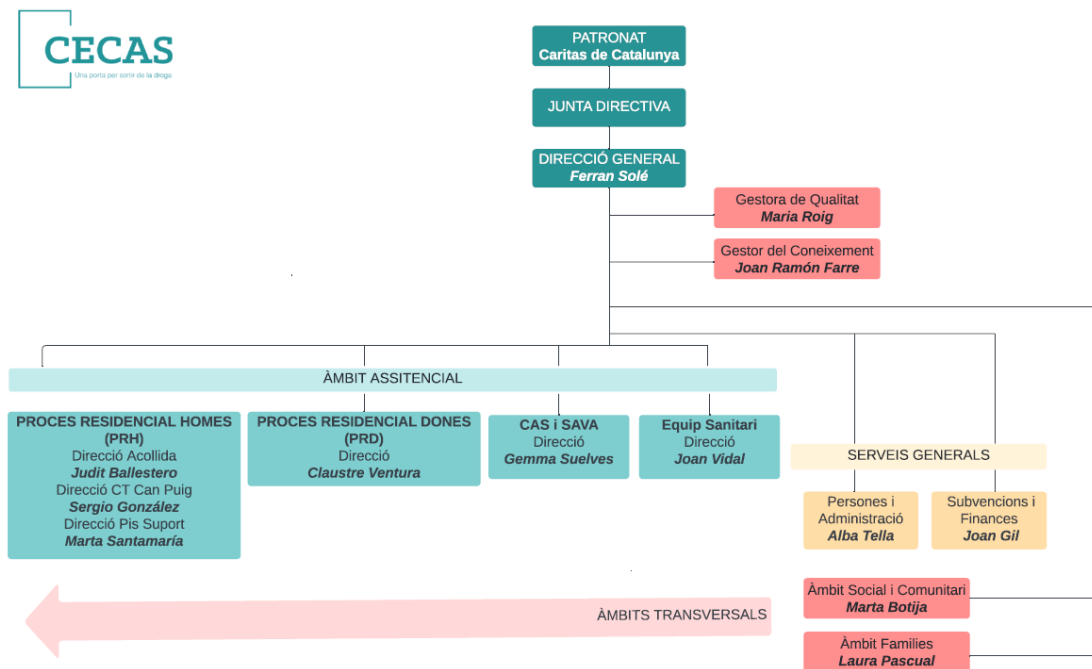 CECAS
Una porta per sortir de la droga
PATRONAT
Caritas de Catalunya
JUNTA DIRECTIVA
DIRECCIÓ GENERAL
Ferran Solé
Gestora de Qualitat
Maria Roig
Gestor del Coneixement
Joan Ramón Farre
ÀMBIT ASSITENCIAL
PROCES RESIDENCIAL HOMES
(PRH)
Direcció Acollida
Judit Ballestero
Direcció CT Can Puig
Sergio González
Direcció Pis Suport
Marta Santamaría
PROCES RESIDENCIAL DONES
(PRD)
Direcció
Claustre Ventura
CAS i SAVA
Direcció
Gemma Suelves
Equip Sanitari
Direcció
Joan Vidal
SERVEIS GENERALS
Persones i
Administració
Alba Tella
Subvencions i
Finances
Joan Gil
ÀMBITS TRANSVERSALS
Àmbit Social i Comunitari
Marta Botija
Àmbit Families
Laura Pascual